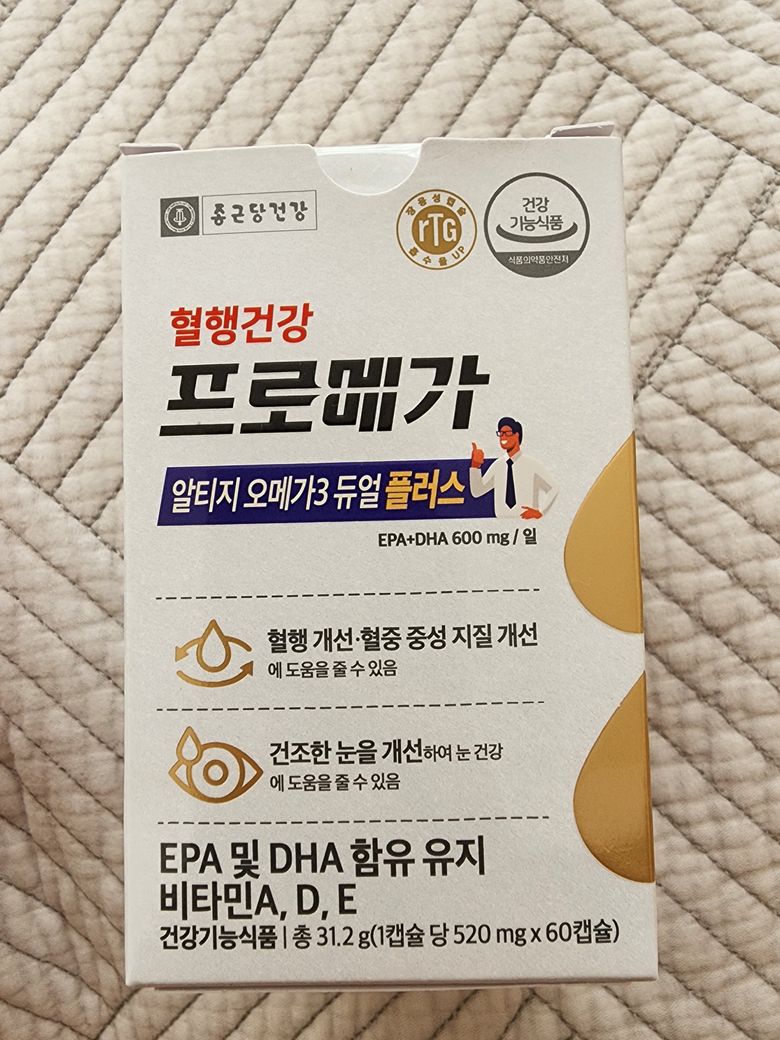 종근당건강
장용성캡슐
rTG
흡수율 UP
건강
기능식품
식품의약품안전처
혈행건강
프로메가
알티지 오메가3 듀얼 플러스
EPA+DHA 600 mg / 일
혈행 개선·혈중 중성 지질 개선
에 도움을 줄 수 있음
건조한 눈을 개선하여 눈 건강
에 도움을 줄 수 있음
EPA 및 DHA 함유 유지
비타민A, D, E
건강기능식품 | 총 31.2 g(1캡슐 당 520 mg x 60캡슐)